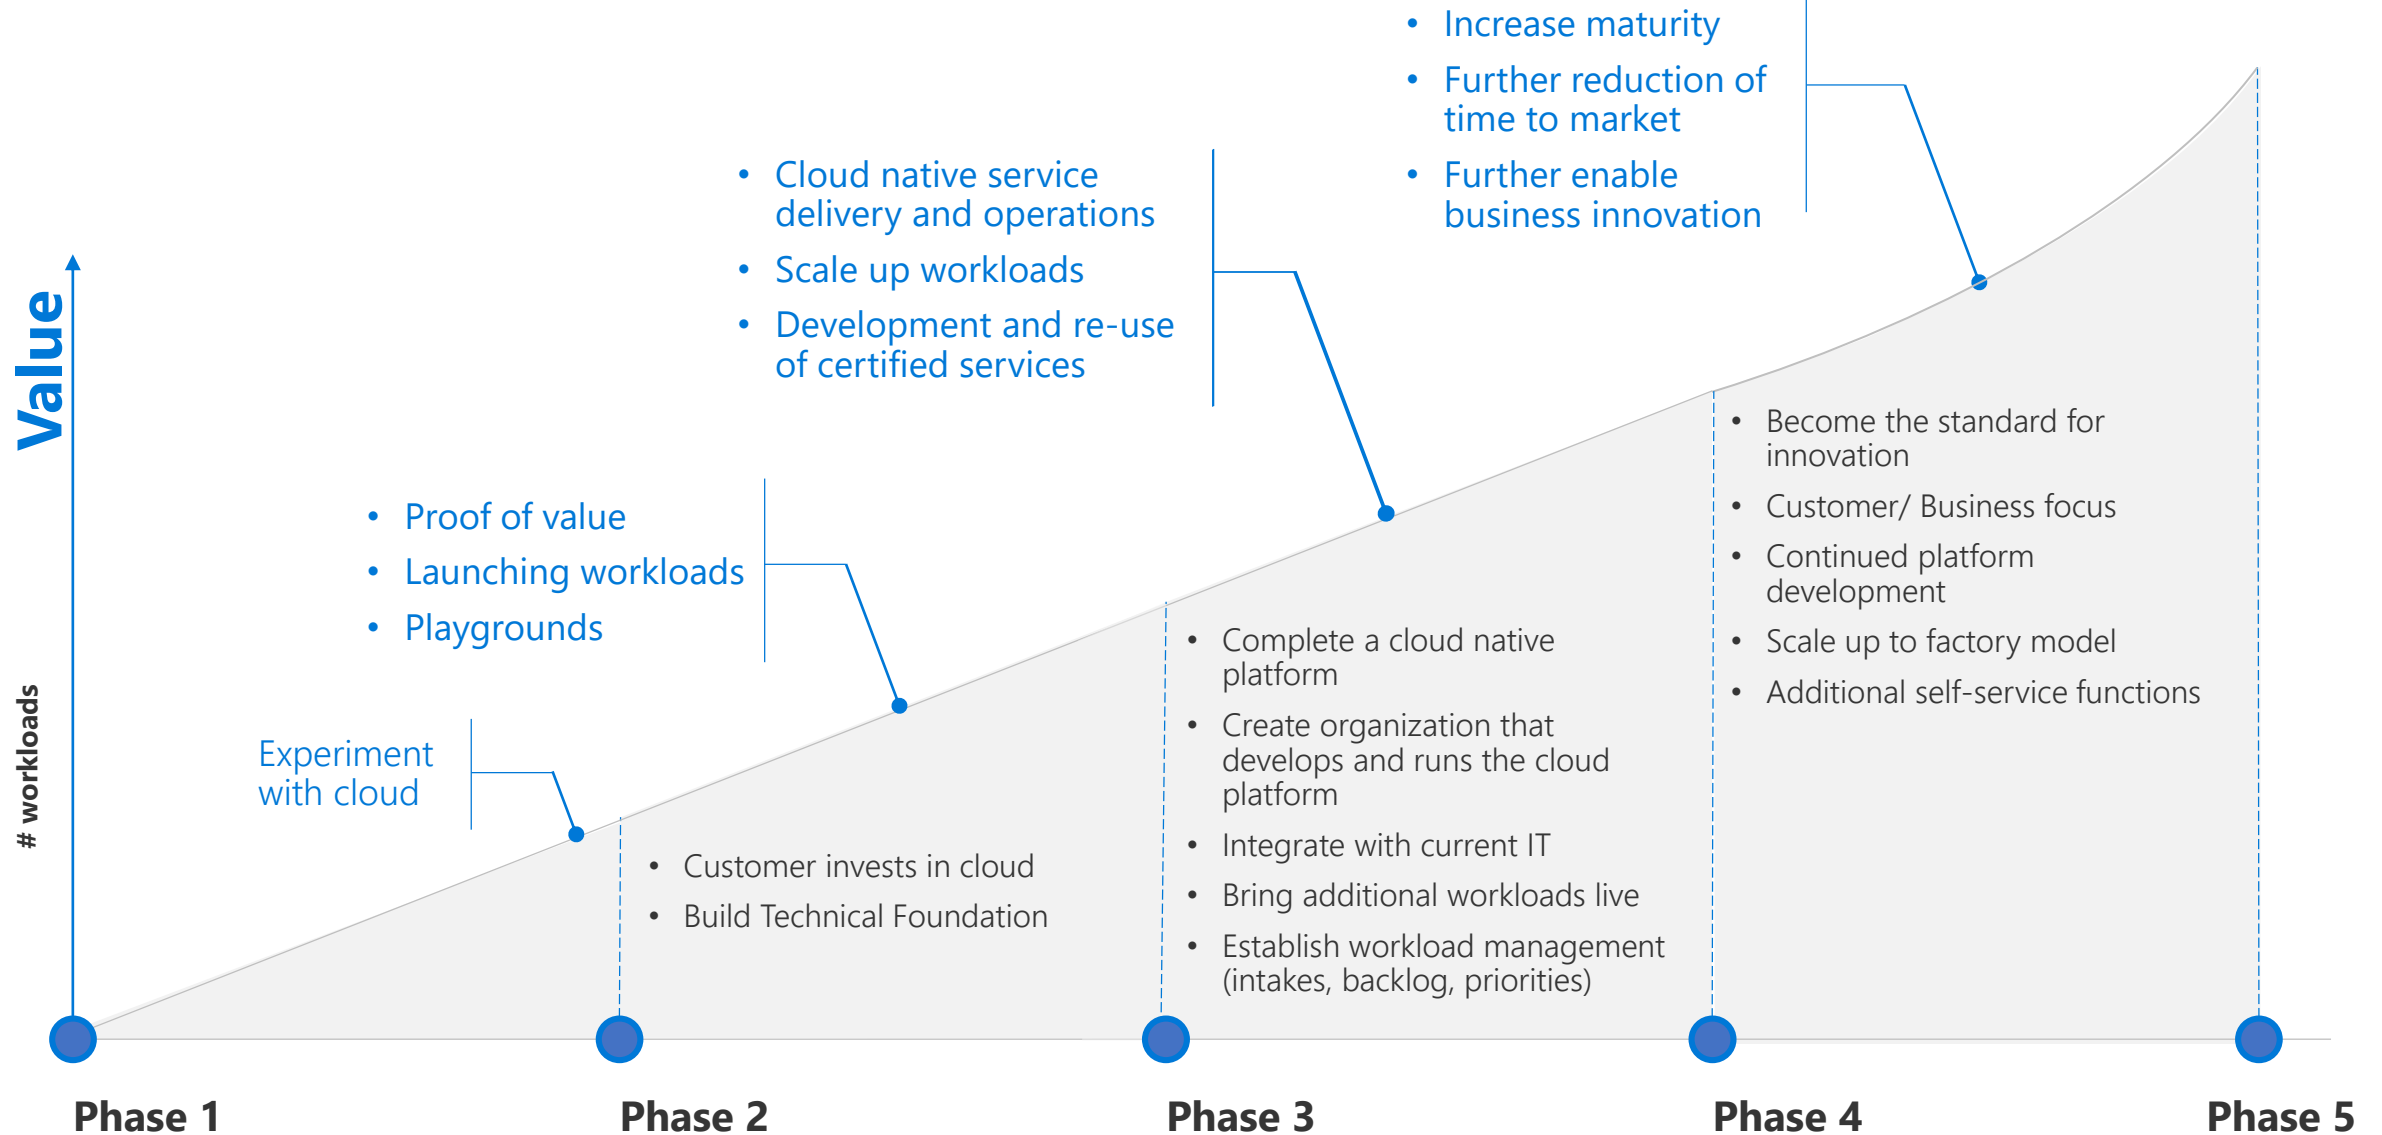 • Increase maturity
• Further reduction of
time to market
• Further enable
business innovation
• Cloud native service
delivery and operations
• Scale up workloads
• Development and re-use
of certified services
Value
# workloads
• Proof of value
• Launching workloads
• Playgrounds
Experiment
with cloud
• Customer invests in cloud
• Build Technical Foundation
• Complete a cloud native
platform
• Create organization that
develops and runs the cloud
platform
• Integrate with current IT
• Bring additional workloads live
• Establish workload management
(intakes, backlog, priorities)
• Become the standard for
innovation
• Customer/ Business focus
• Continued platform
development
• Scale up to factory model
• Additional self-service functions
Phase 1
Phase 2
Phase 3
Phase 4
Phase 5